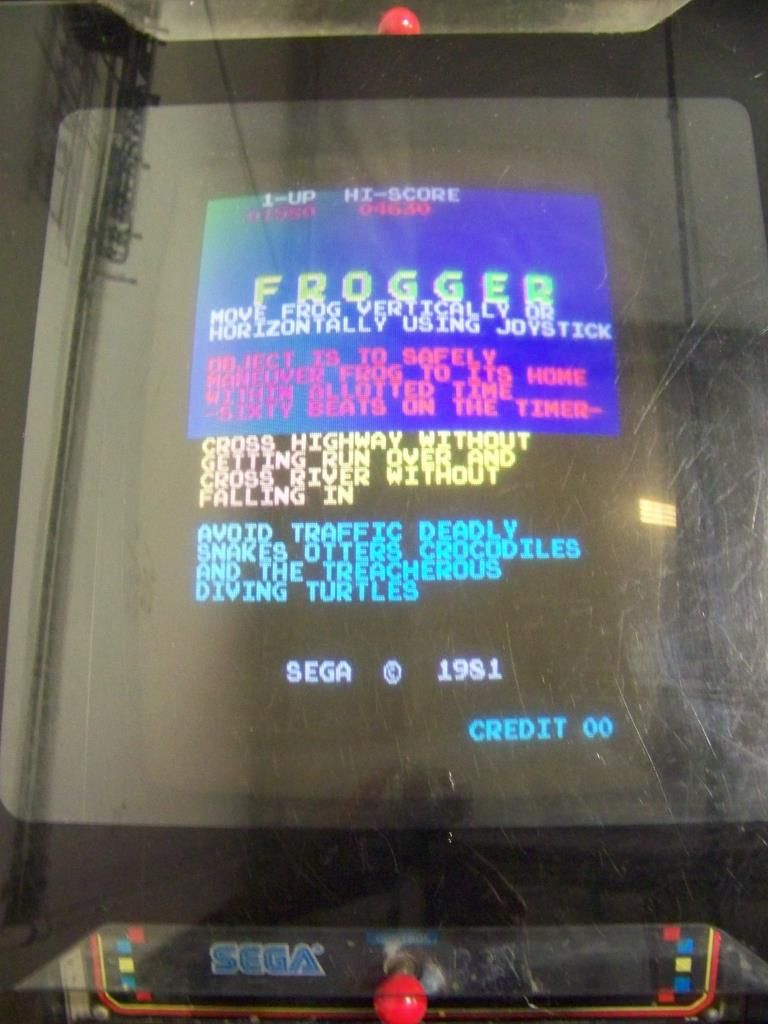 1-UP HI-SCORE
01550 04630
FROGGER
MOVE FROG VERTICALLY OR
HORIZONTALLY USING JOYSTICK
OBJECT IS TO SAFELY
MANEUVER FROG TO ITS HOME
WITHIN ALLOTTED TIME
-SIXTY BEATS ON THE TIMER-
CROSS HIGHWAY WITHOUT
GETTING RUN OVER AND
CROSS RIVER WITHOUT
FALLING IN
AVOID TRAFFIC DEADLY
SNAKES OTTERS CROCODILES
AND THE TREACHEROUS
DIVING TURTLES
SEGA © 1981
CREDIT 00
SEGA®